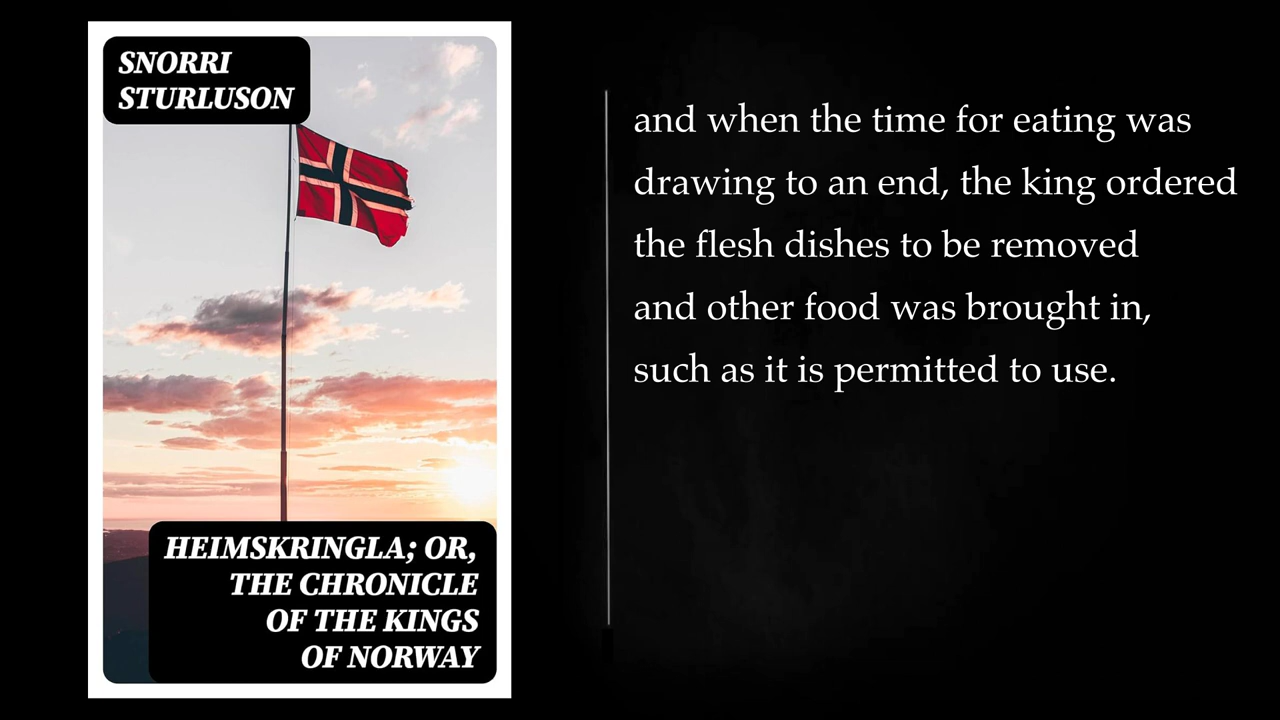 SNORRI
STURLUSON
HEIMSKRINGLA; OR,
THE CHRONICLE
OF THE KINGS
OF NORWAY
and when the time for eating was
drawing to an end, the king ordered
the flesh dishes to be removed
and other food was brought in,
such as it is permitted to use.